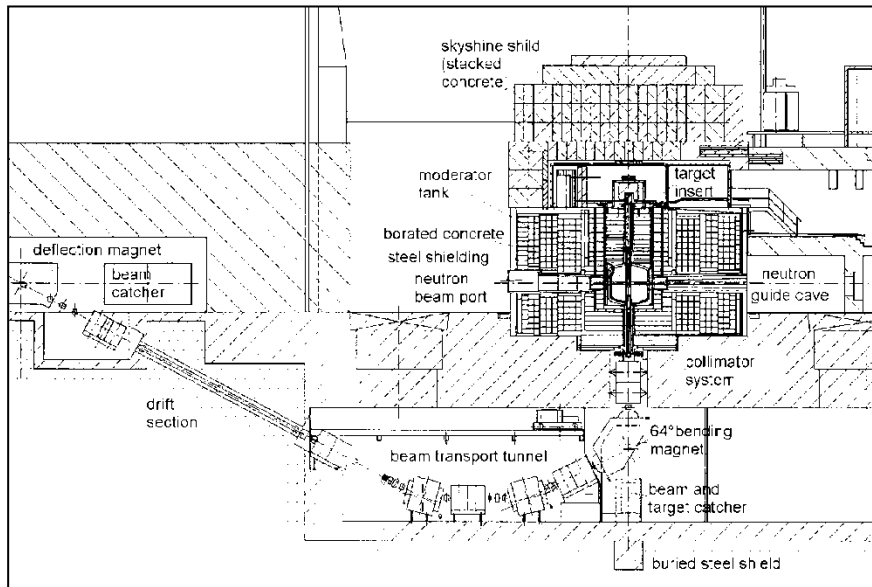 skyshine shild
(stacked
concrete)
moderator
tank
target
insert
borated concrete
steel shielding
neutron
beam port
deflection magnet
beam
catcher
neutron
guide cave
collimator
system
drift
section
64°bending
magnet
beam transport tunnel
beam and
target catcher
buried steel shield